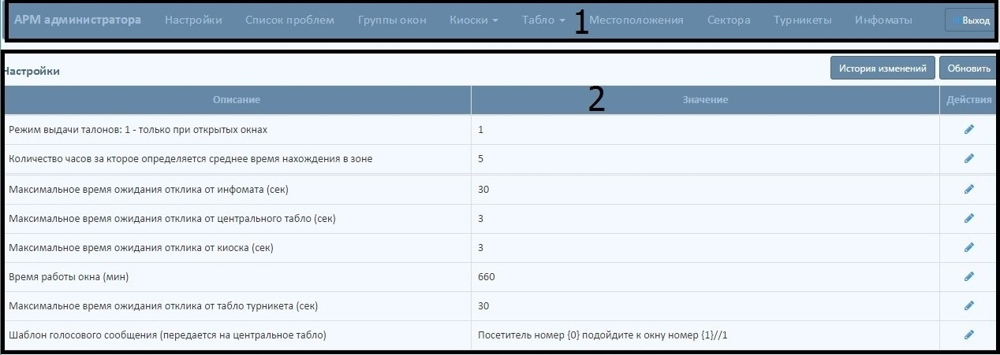 АРМ администратора Настройки Список проблем Группы окон Киоски Табло 1 Местоположения Сектора Турникеты Инфоматы Выход
Настройки История изменений Обновить
Описание 2 Значение Действия
Режим выдачи талонов: 1 - только при открытых окнах 1
Количество часов за кторое определяется среднее время нахождения в зоне 5
Максимальное время ожидания отклика от инфомата (сек) 30
Максимальное время ожидания отклика от центрального табло (сек) 3
Максимальное время ожидания отклика от киоска (сек) 3
Время работы окна (мин) 660
Максимальное время ожидания отклика от табло турникета (сек) 30
Шаблон голосового сообщения (передается на центральное табло) Посетитель номер {0} подойдите к окну номер {1}//1